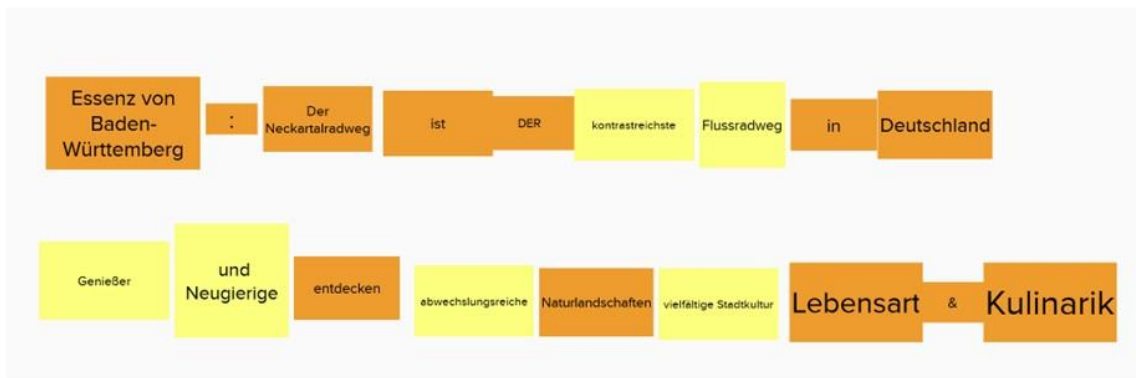 Essenz von Baden-Württemberg : Der Neckartalradweg ist DER kontrastreichste Flussradweg in Deutschland
Genießer und Neugierige entdecken abwechslungsreiche Naturlandschaften vielfältige Stadtkultur Lebensart & Kulinarik